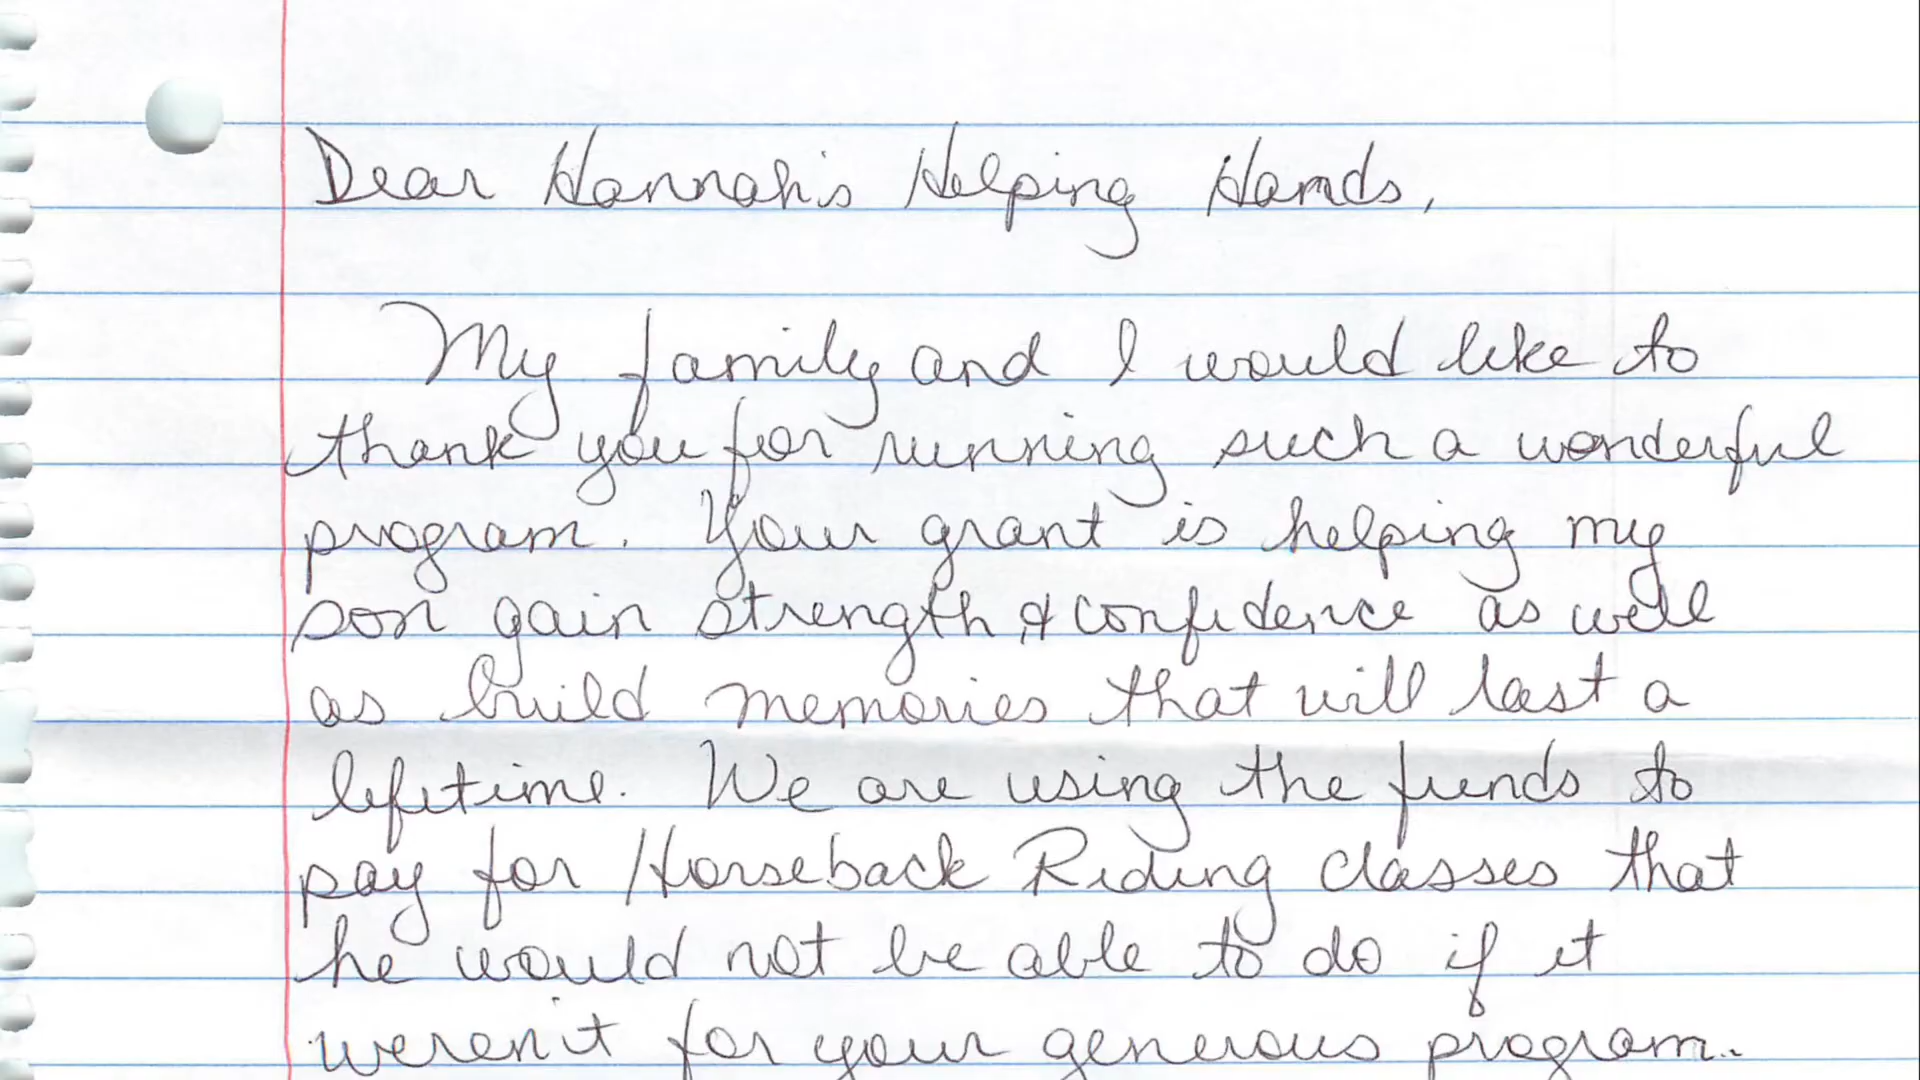 Dear Hannah's Helping Hands,
My family and I would like to
thank you for running such a wonderful
program. Your grant is helping my
son gain strength & confidence as well
as build memories that will last a
lifetime. We are using the funds to
pay for Horseback Riding classes that
he would not be able to do if it
weren't for your generous program.